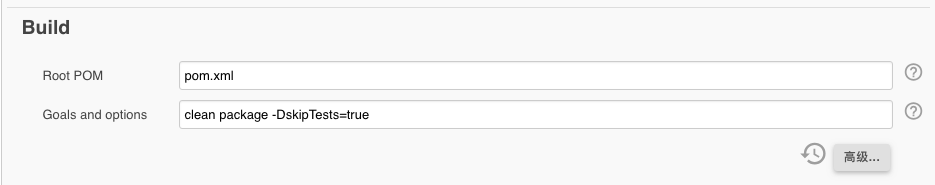 Build
Root POM
pom.xml
Goals and options
clean package -DskipTests=true
高级...